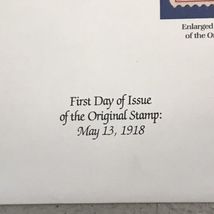 Enlarged
of the O
First Day of Issue
of the Original Stamp:
May 13, 1918